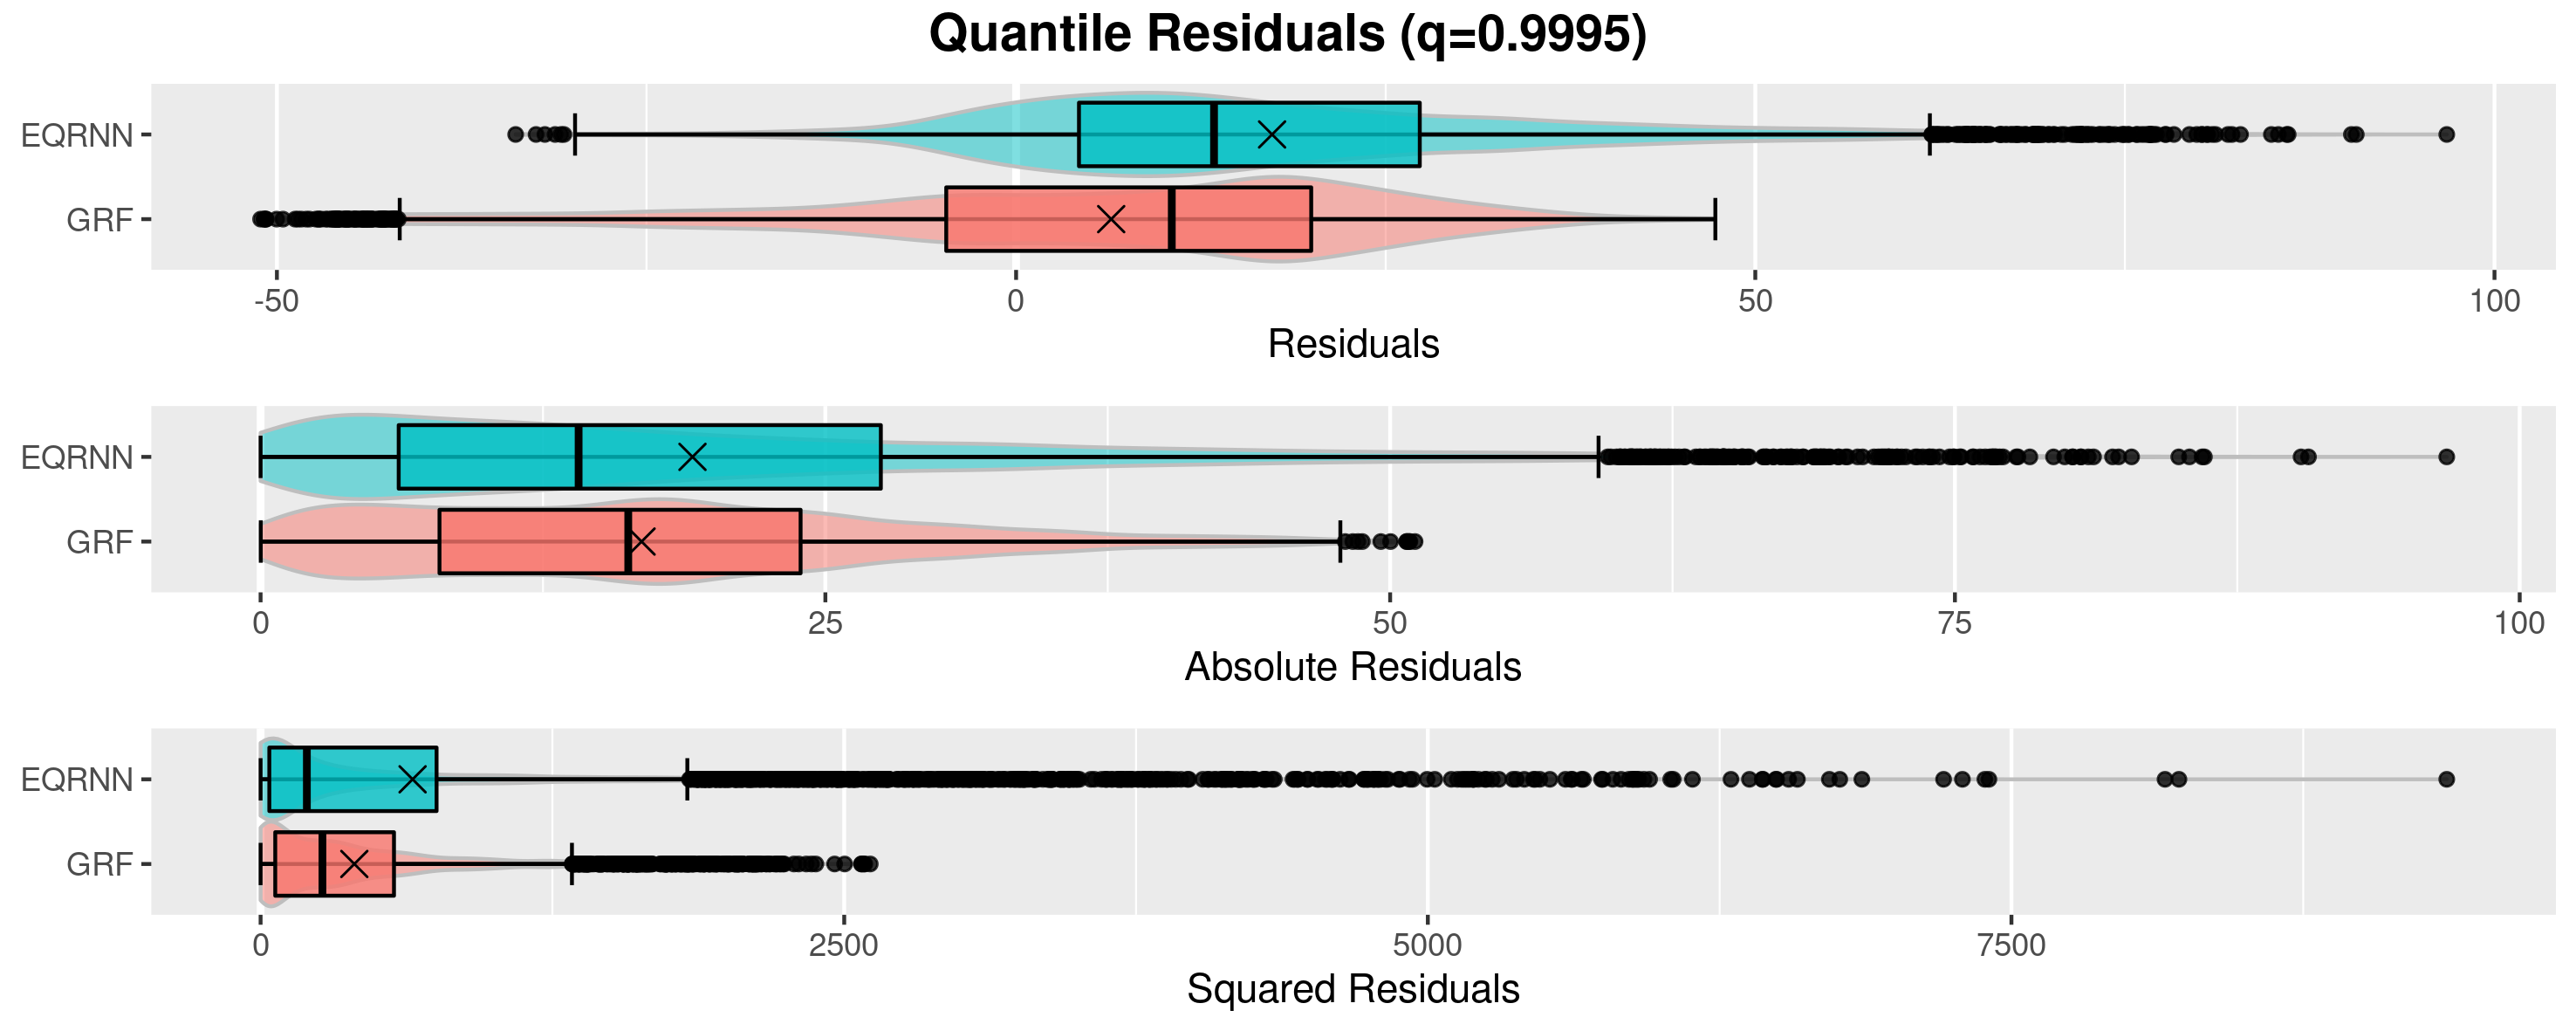 Quantile Residuals (q=0.9995)
EQRNN
GRF
-50 0 50 100
Residuals
EQRNN
GRF
0 25 50 75 100
Absolute Residuals
EQRNN
GRF
0 2500 5000 7500
Squared Residuals